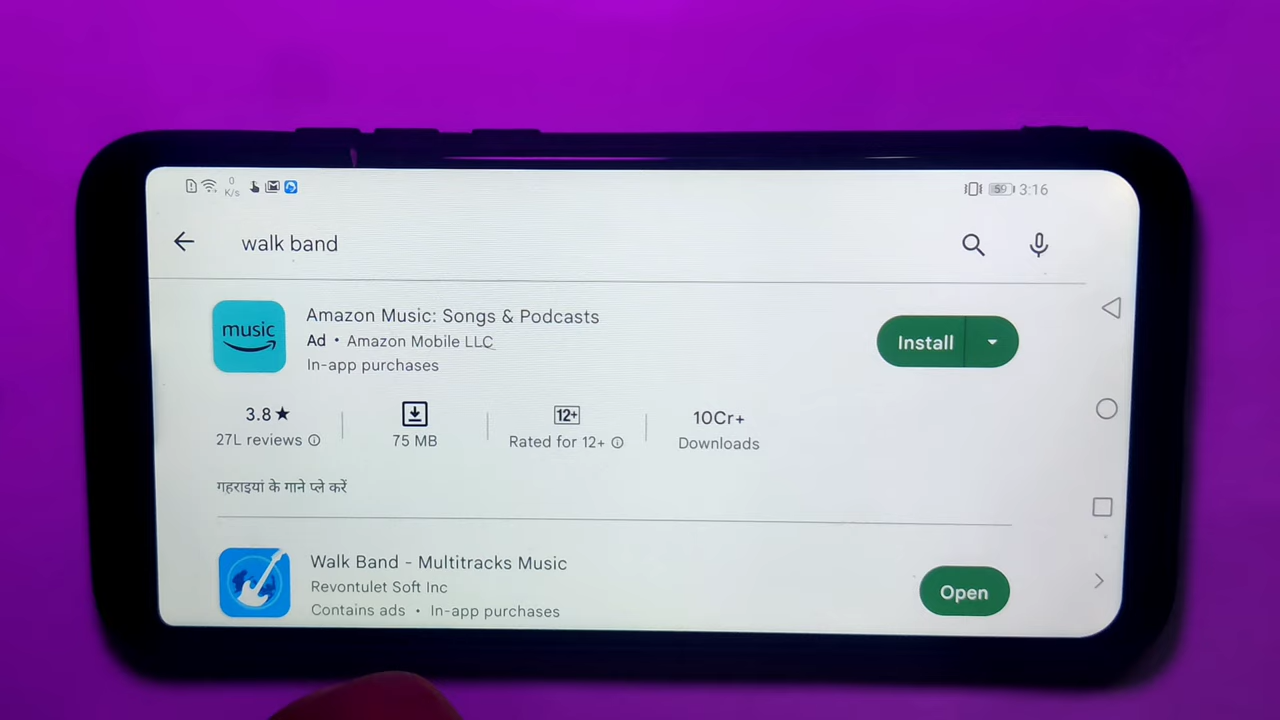 0
K/s
59
3:16
walk band
music
Amazon Music: Songs & Podcasts
Ad • Amazon Mobile LLC
In-app purchases
Install
3.8★
27L reviews
75 MB
12+
Rated for 12+
10Cr+
Downloads
गहराइयां के गाने प्ले करें
Walk Band - Multitracks Music
Revontulet Soft Inc
Contains ads • In-app purchases
Open